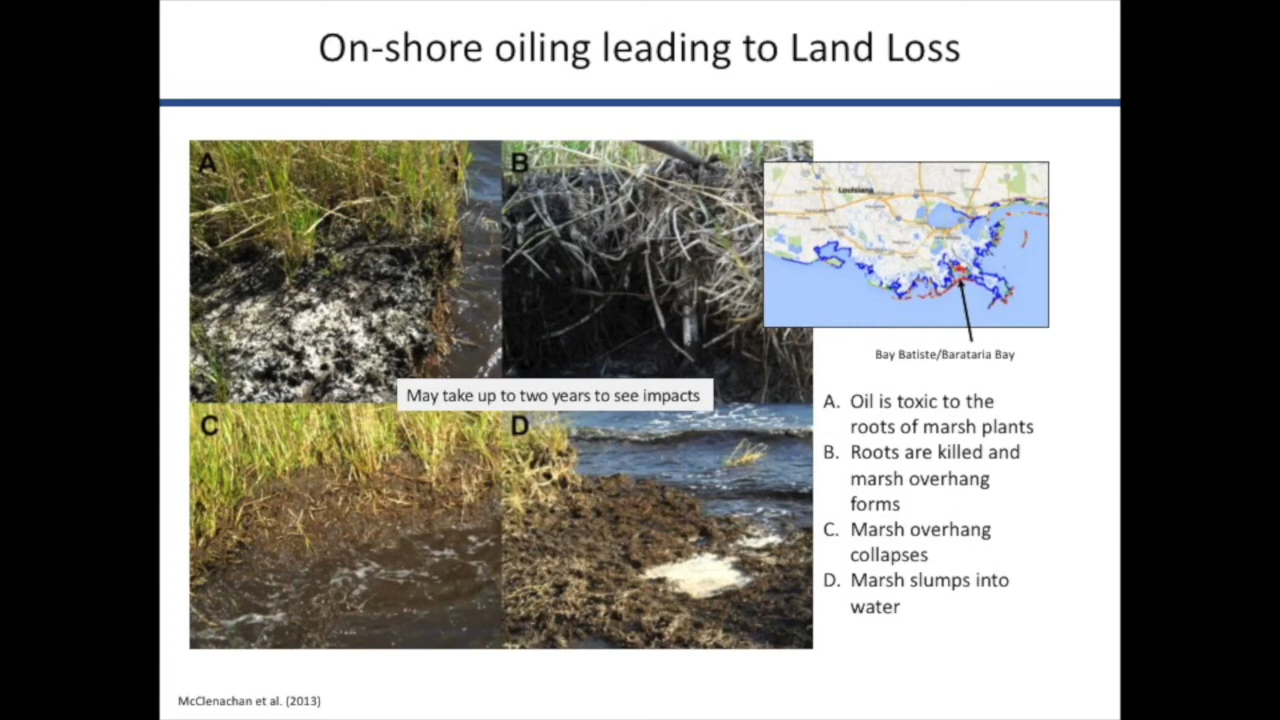 On-shore oiling leading to Land Loss
A
B
Louisiana
Bay Batiste/Barataria Bay
May take up to two years to see impacts
C
D
A. Oil is toxic to the
roots of marsh plants
B. Roots are killed and
marsh overhang
forms
C. Marsh overhang
collapses
D. Marsh slumps into
water
McClenachan et al. (2013)